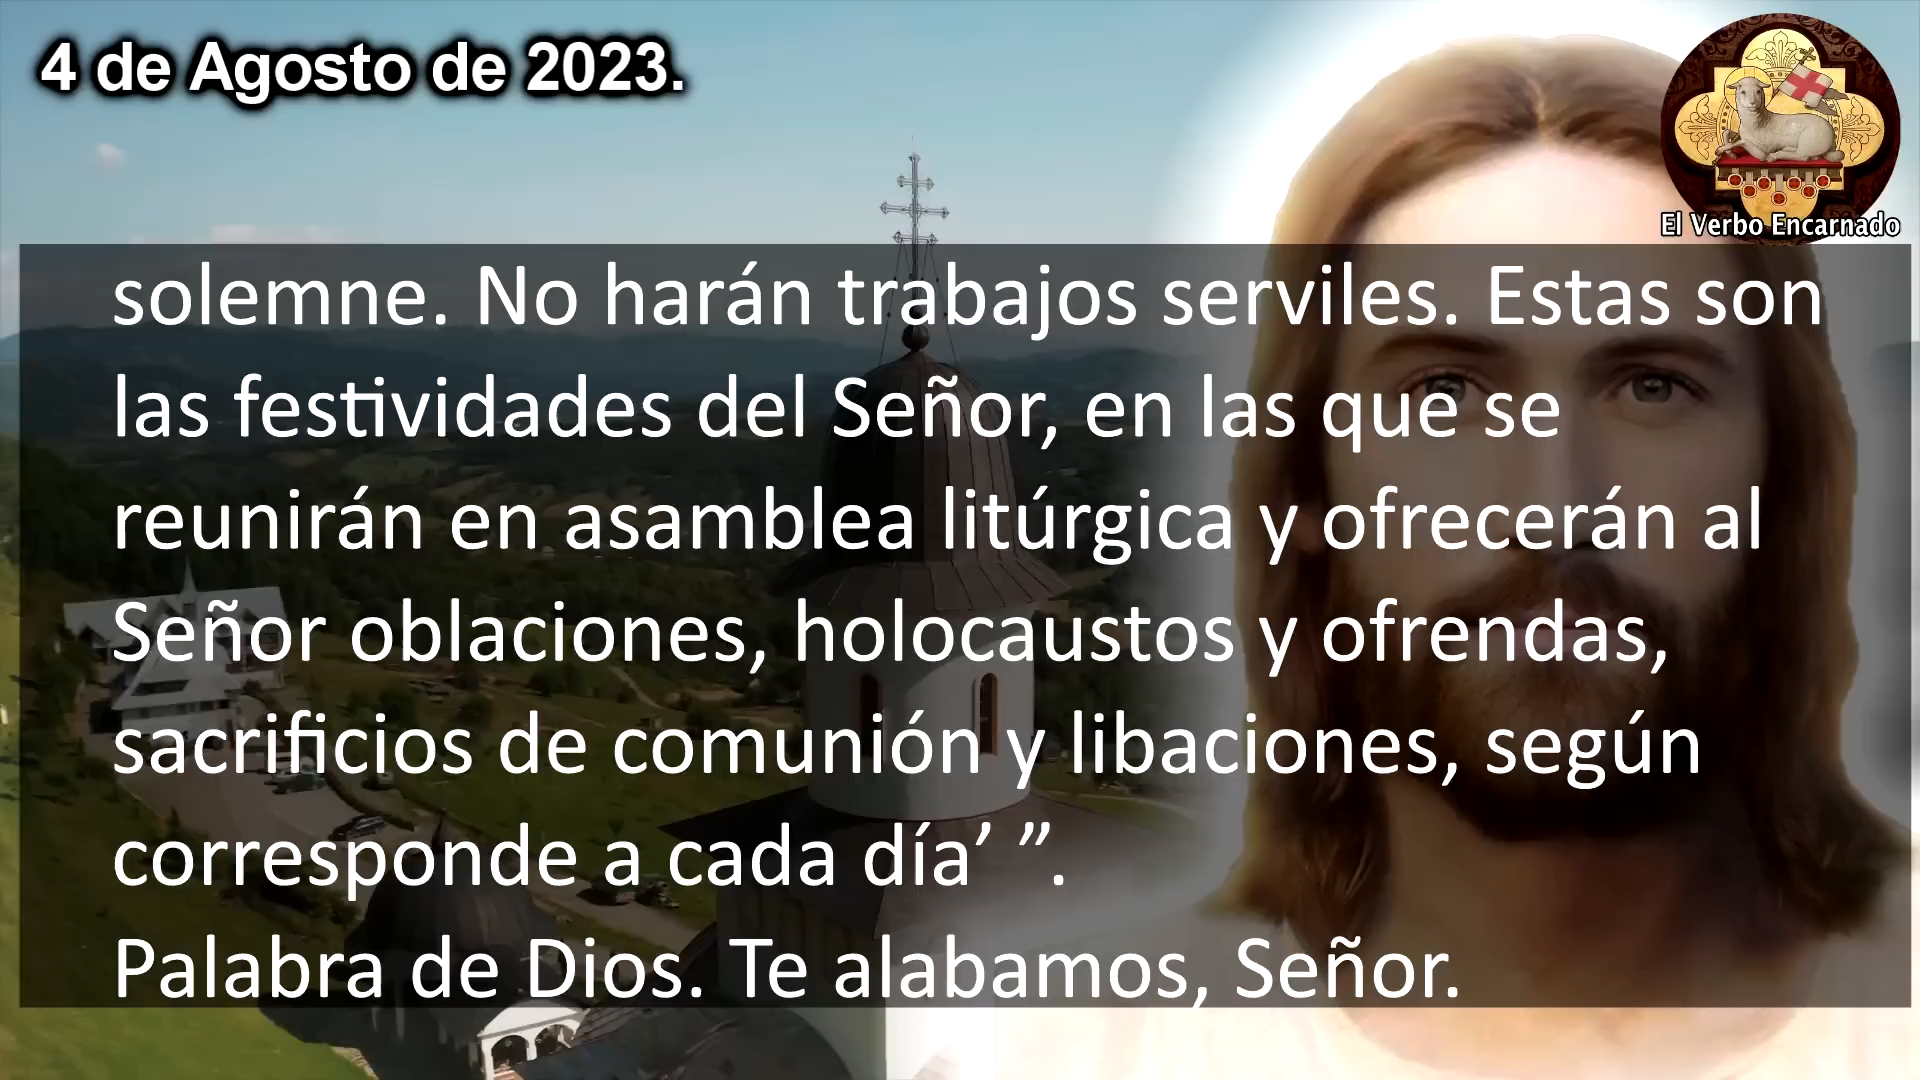 4 de Agosto de 2023.
El Verbo Encarnado
solemne. No harán trabajos serviles. Estas son
las festividades del Señor, en las que se
reunirán en asamblea litúrgica y ofrecerán al
Señor oblaciones, holocaustos y ofrendas,
sacrificios de comunión y libaciones, según
corresponde a cada día’ ”.
Palabra de Dios. Te alabamos, Señor.